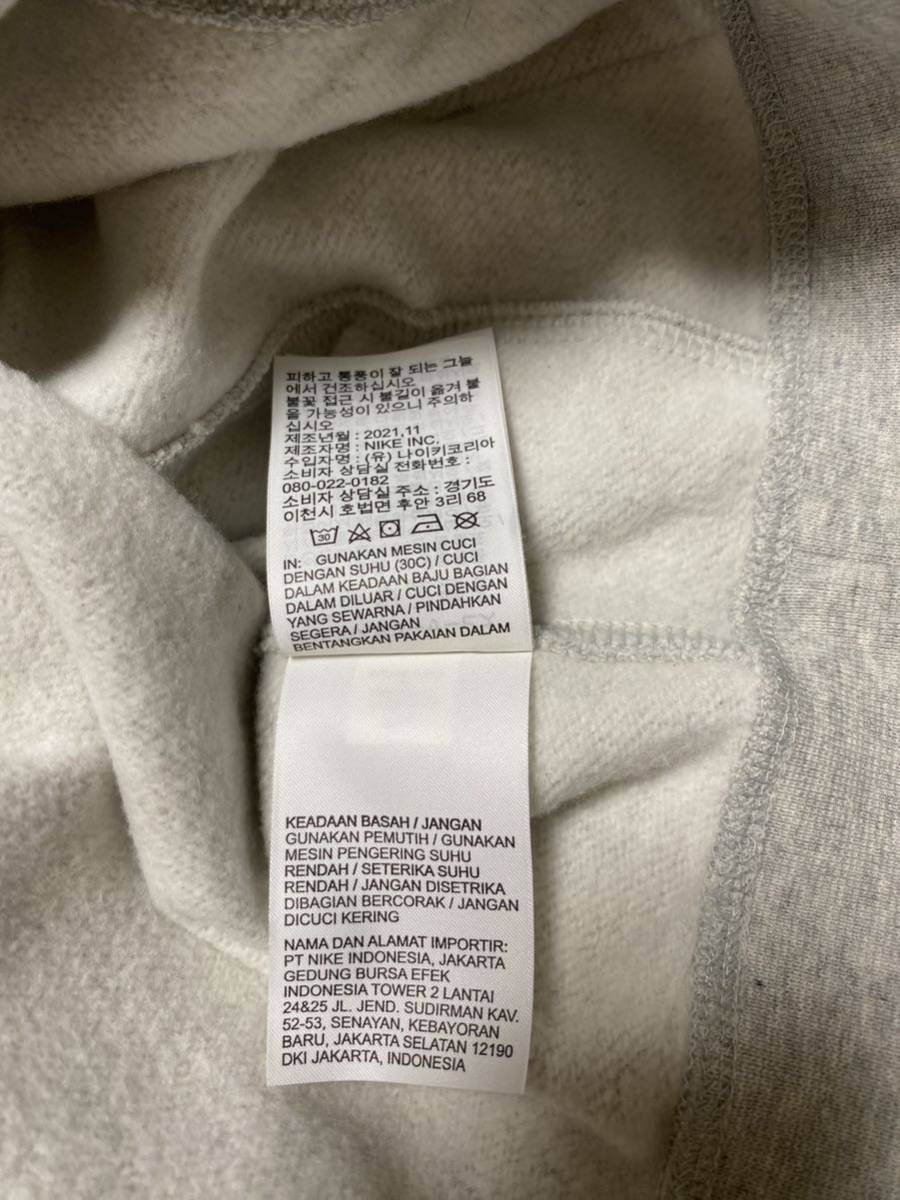 피하고 통풍이 잘 되는 그늘
에서 건조하십시오
불꽃 접근 시 불길이 옮겨 붙
을 가능성이 있으니 주의하
십시오
제조년월 : 2021.11
제조자명 : NIKE INC.
수입자명 : (유) 나이키코리아
소비자 상담실 전화번호 :
080-022-0182
소비자 상담실 주소 : 경기도
이천시 호법면 후안 3리 68
30
IN: GUNAKAN MESIN CUCI
DENGAN SUHU (30C) / CUCI
DALAM KEADAAN BAJU BAGIAN
DALAM DILUAR / CUCI DENGAN
YANG SEWARNA / PINDAHKAN
SEGERA / JANGAN
BENTANGKAN PAKAIAN DALAM
KEADAAN BASAH / JANGAN
GUNAKAN PEMUTIH / GUNAKAN
MESIN PENGERING SUHU
RENDAH / SETERIKA SUHU
RENDAH / JANGAN DISETRIKA
DIBAGIAN BERCORAK / JANGAN
DICUCI KERING
NAMA DAN ALAMAT IMPORTIR:
PT NIKE INDONESIA, JAKARTA
GEDUNG BURSA EFEK
INDONESIA TOWER 2 LANTAI
24&25 JL. JEND. SUDIRMAN KAV.
52-53, SENAYAN, KEBAYORAN
BARU, JAKARTA SELATAN 12190
DKI JAKARTA, INDONESIA